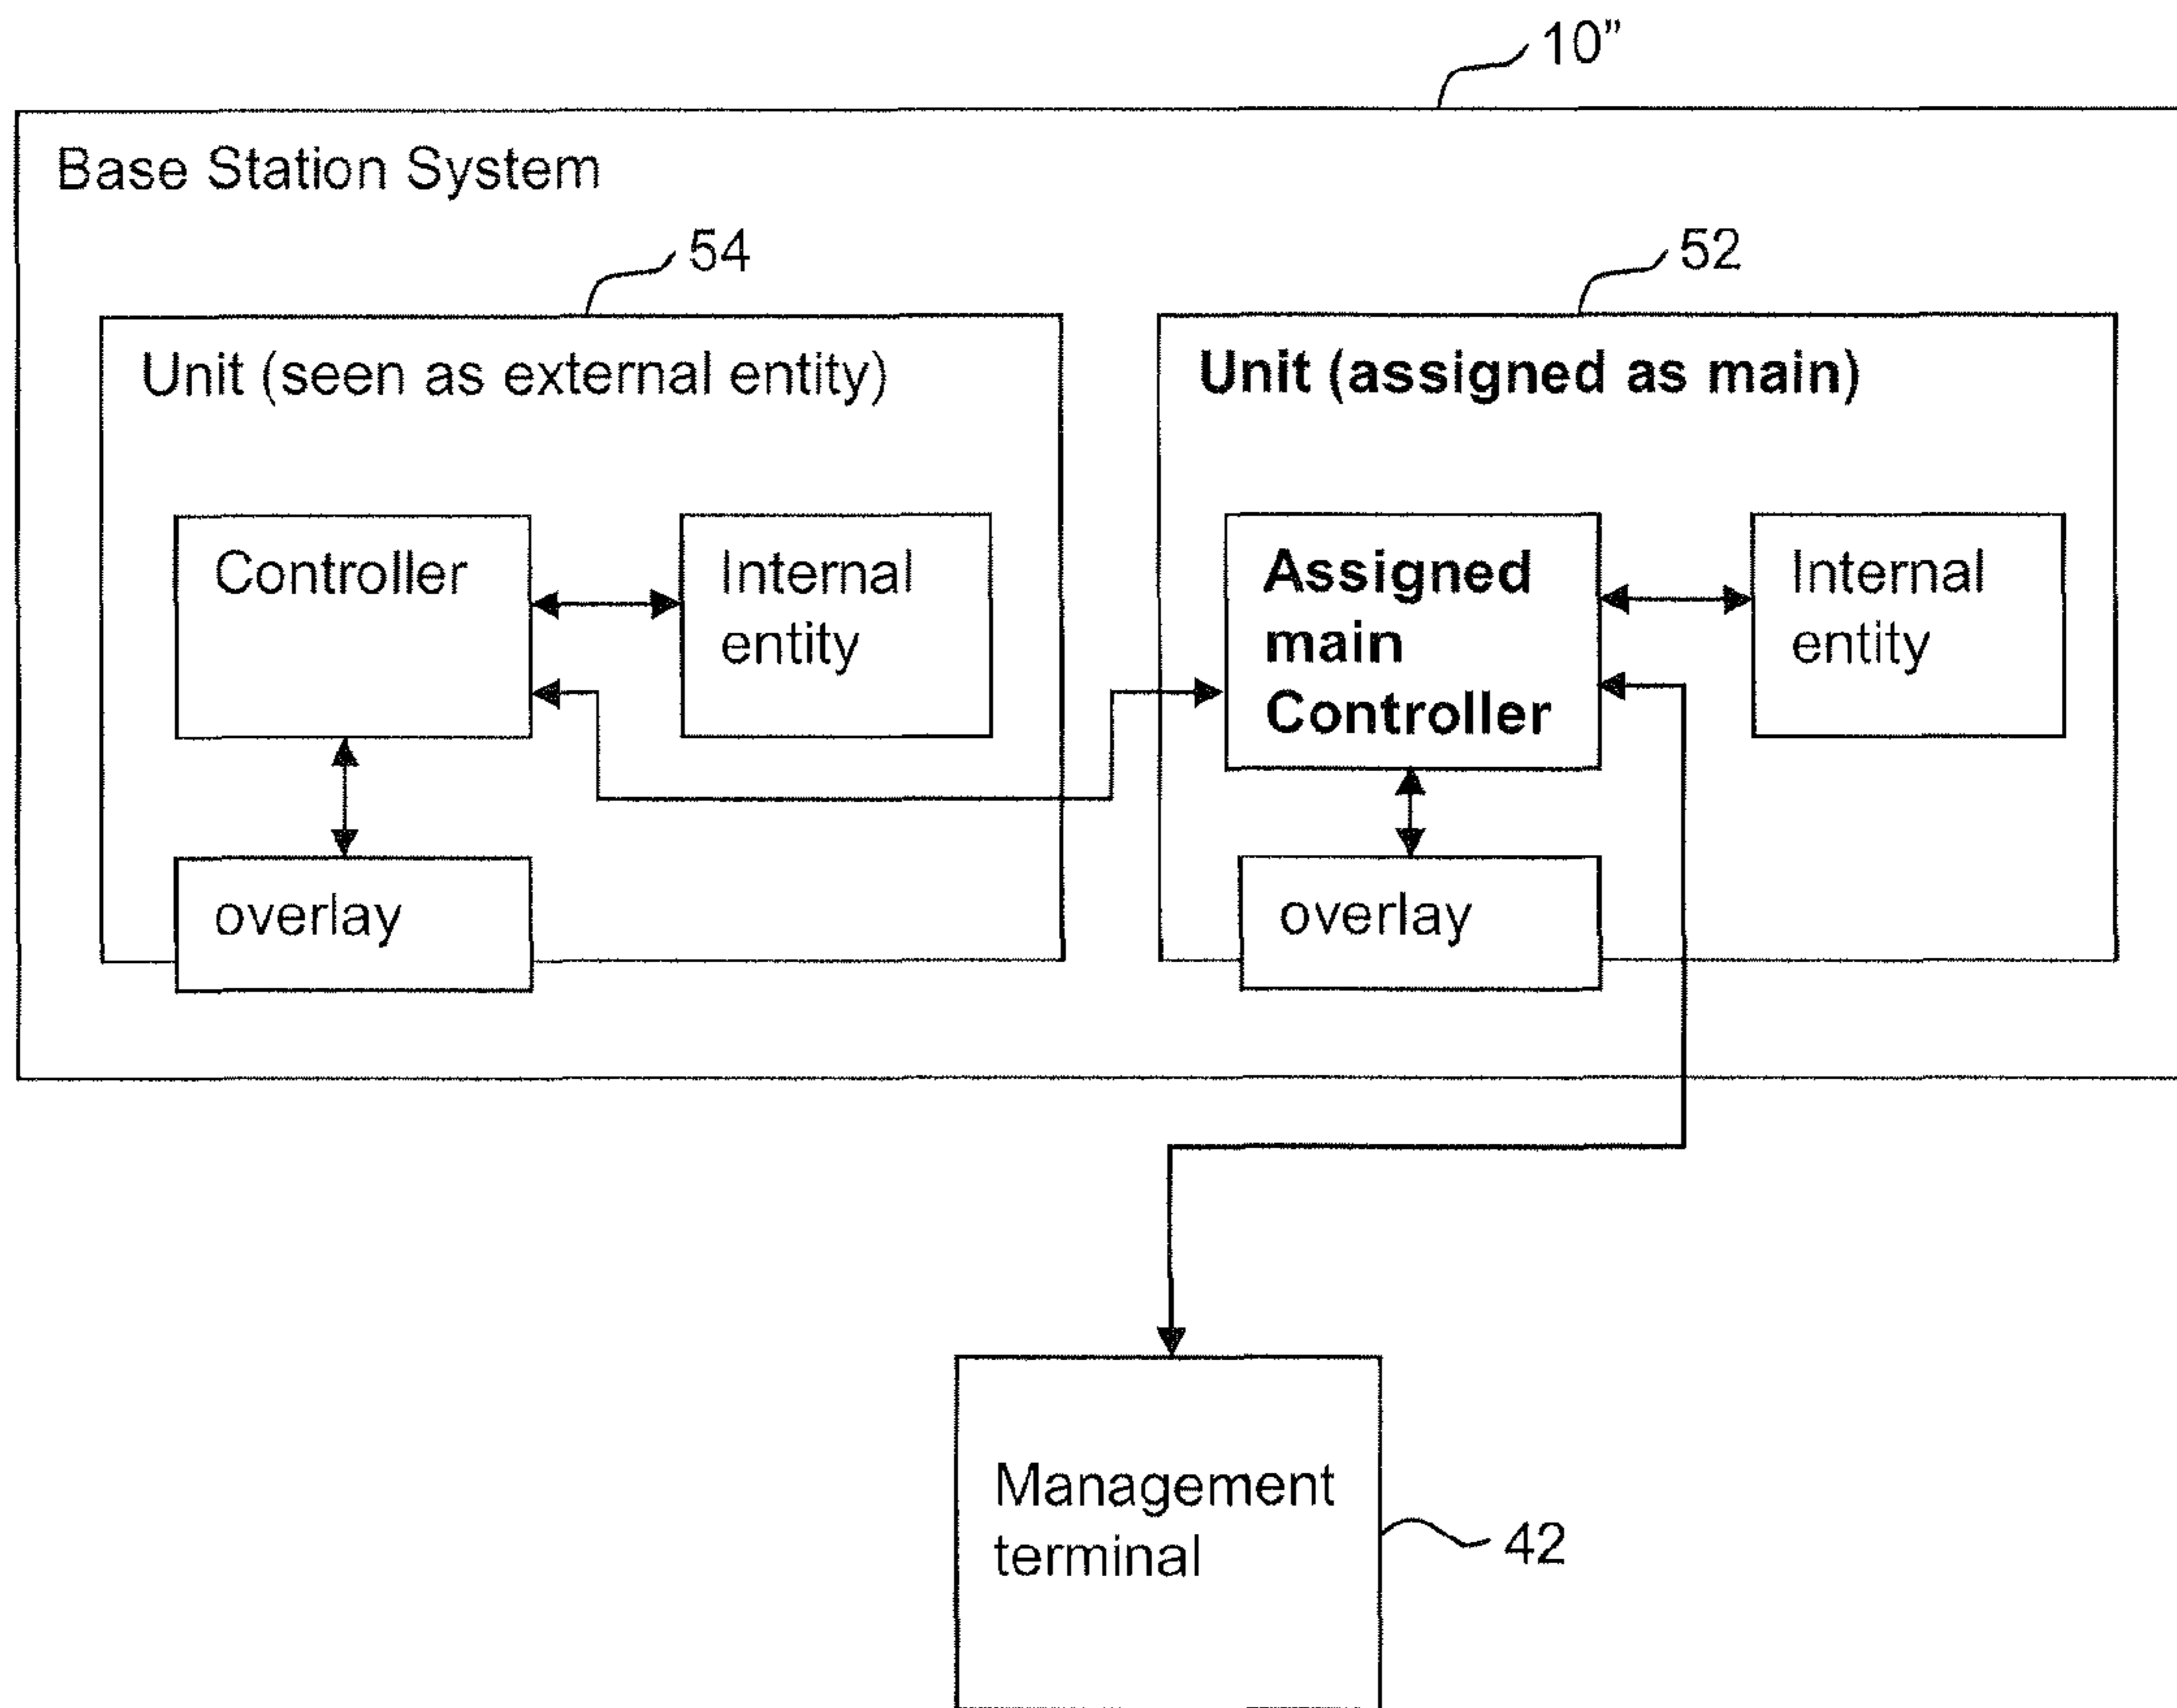 10”
Base Station System
54
52
Unit (seen as external entity)
Unit (assigned as main)
Controller
Internal
entity
Assigned
main
Controller
Internal
entity
overlay
overlay
Management
terminal
42